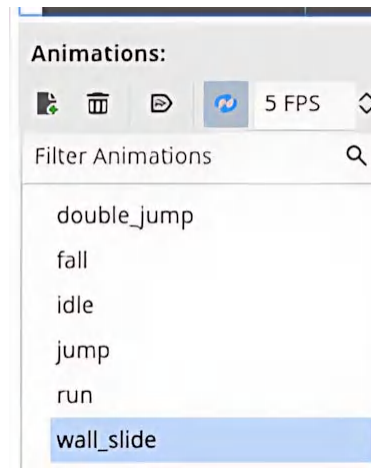 Animations:
5 FPS
Filter Animations
double_jump
fall
idle
jump
run
wall_slide